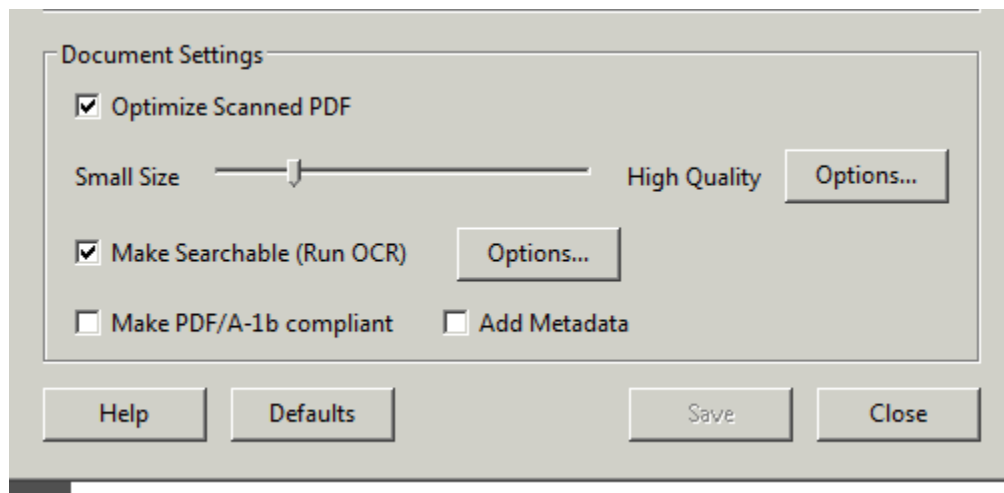 Document Settings
Optimize Scanned PDF
Small Size High Quality Options...
Make Searchable (Run OCR) Options...
Make PDF/A-1b compliant Add Metadata
Help Defaults Save Close